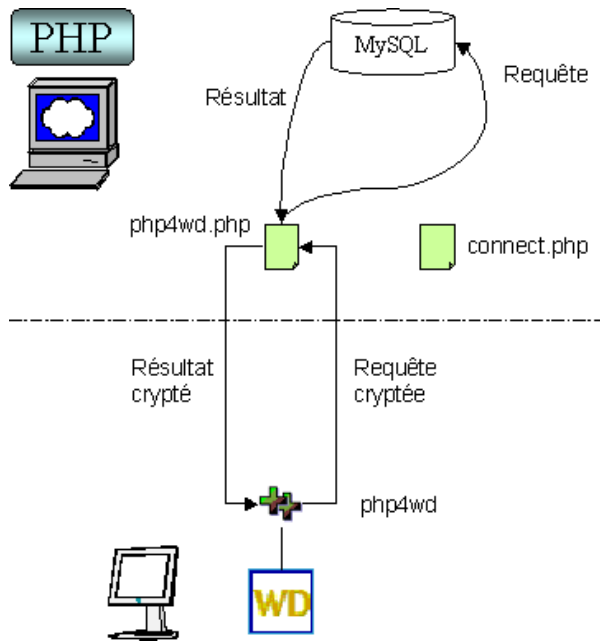 PHP
MySQL
Requête
Résultat
php4wd.php
connect.php
Résultat
crypté
Requête
cryptée
php4wd
WD